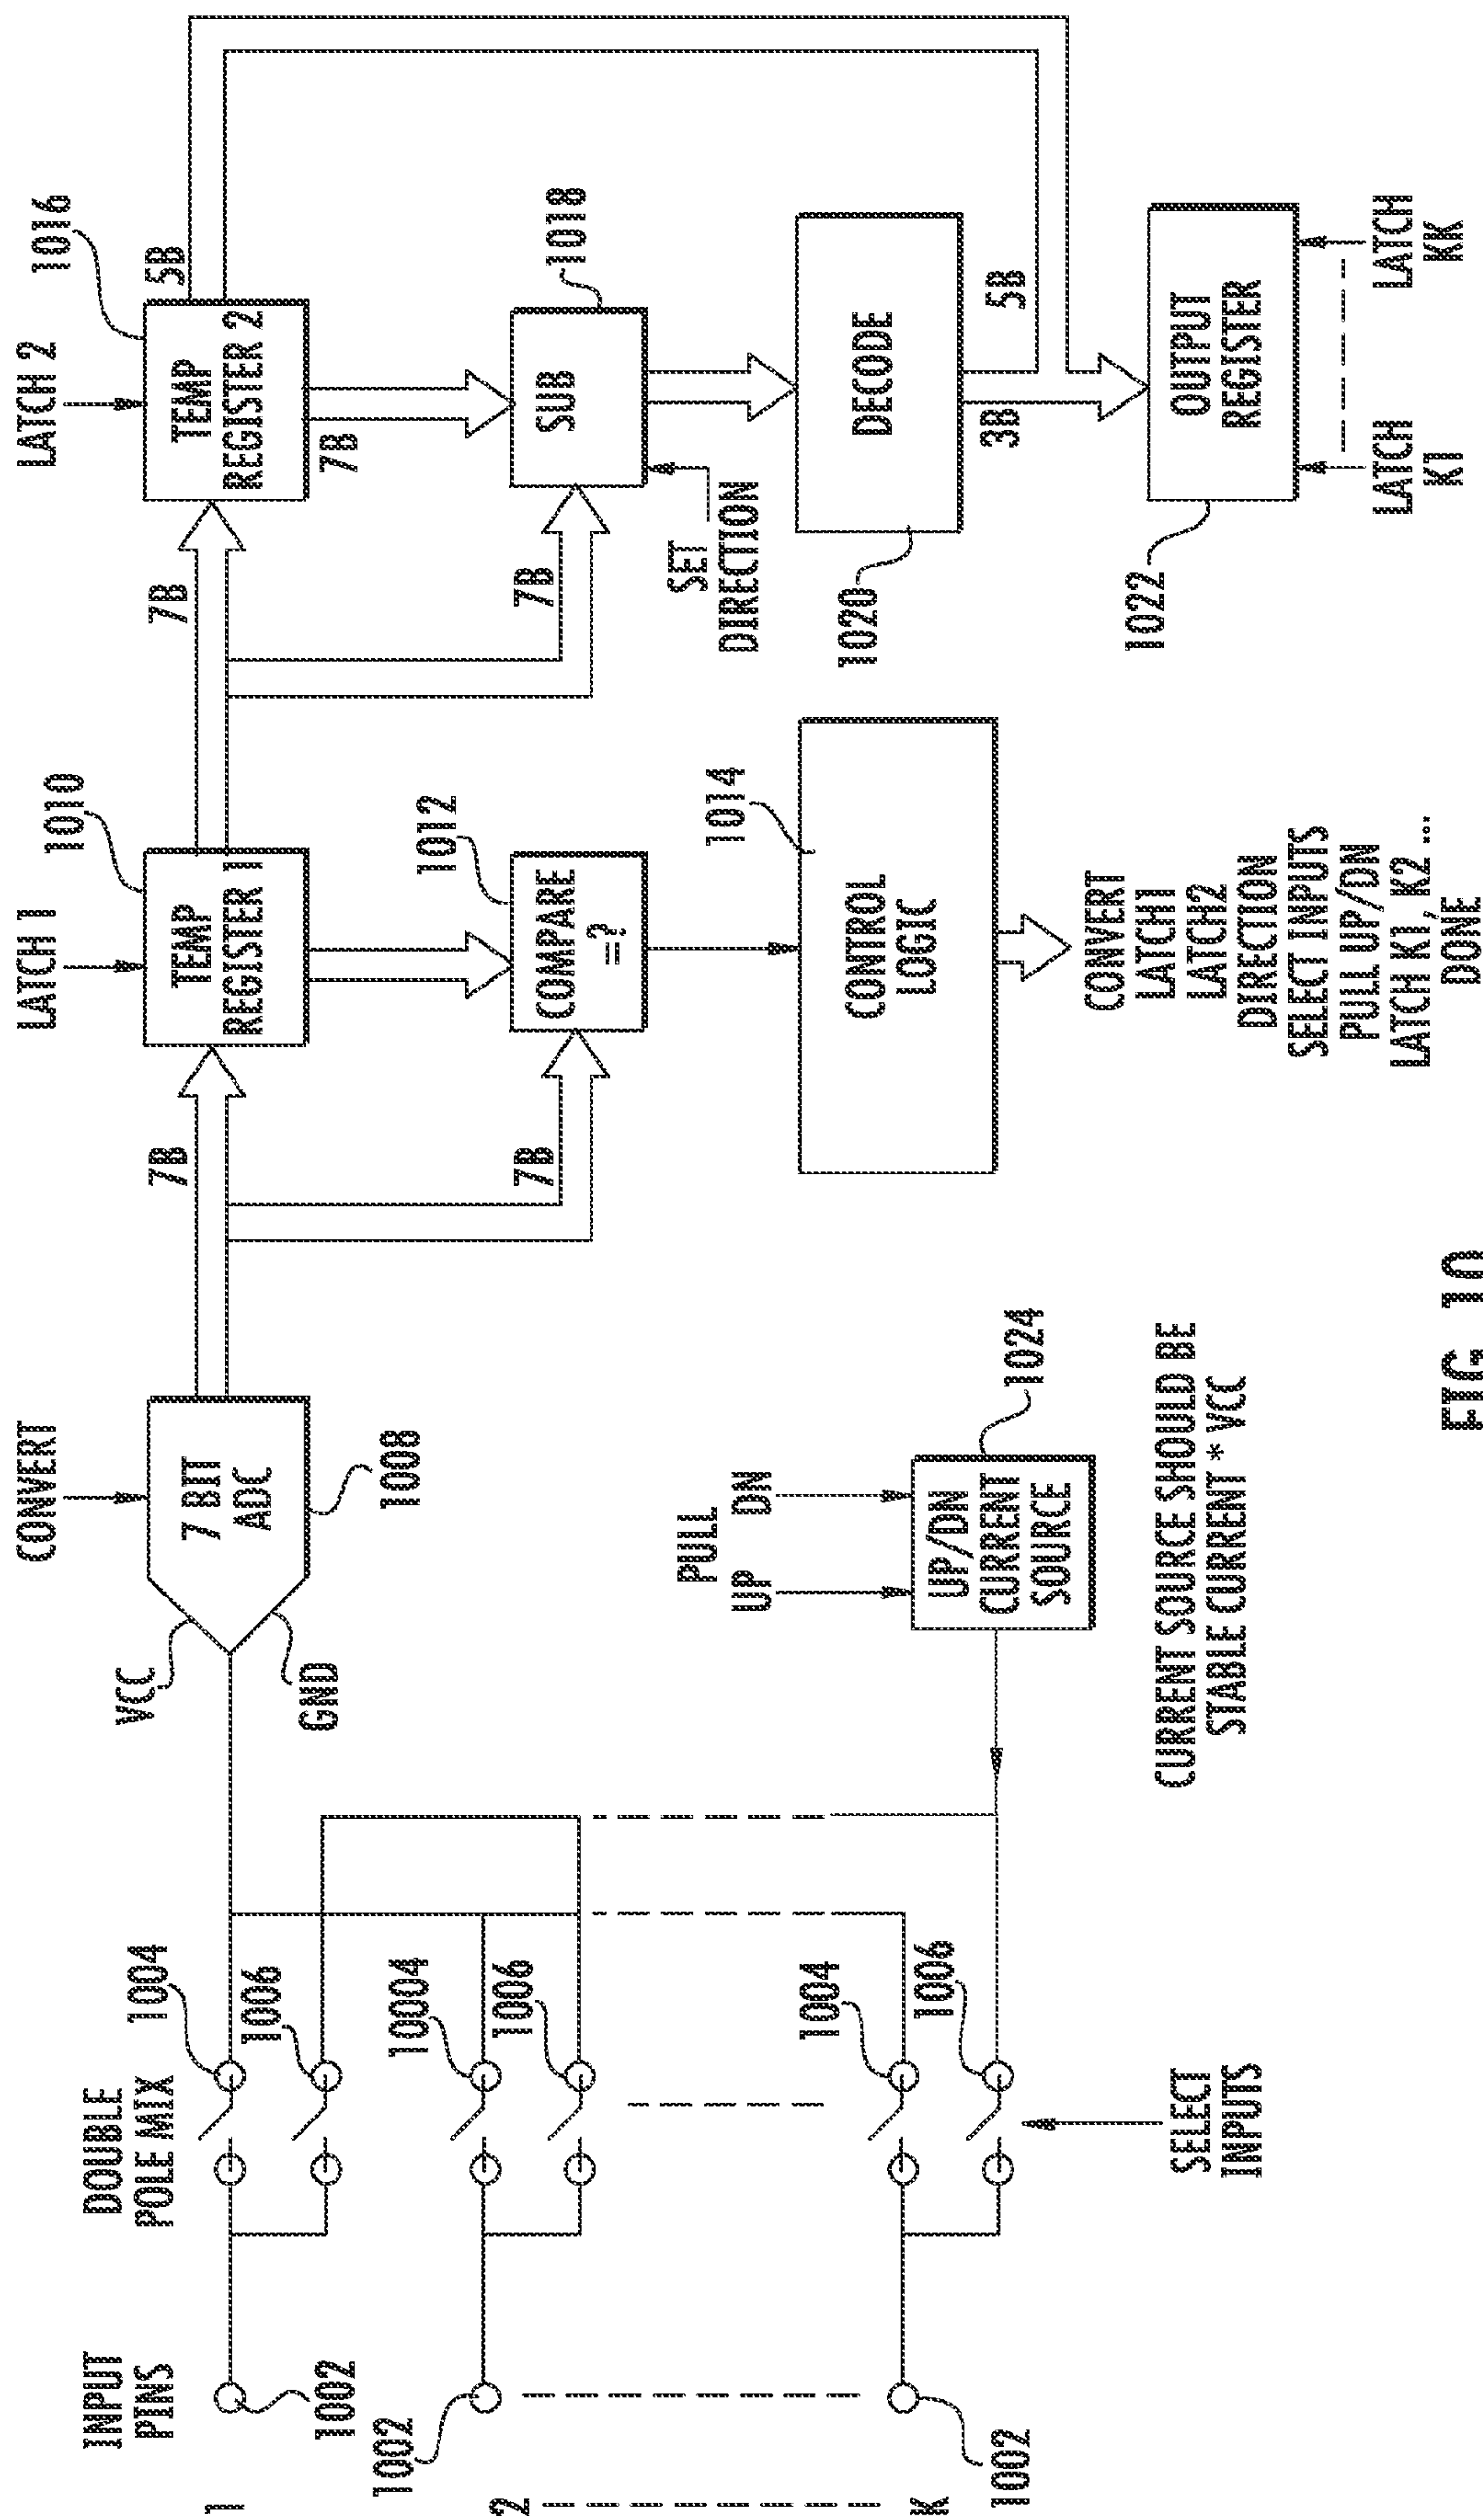 INPUT
PINS
DOUBLE
POLE MIX
1
2
K
1002
1002
1002
1004
1006
10004
1006
1004
1006
SELECT
INPUTS
CONVERT
VCC
GND
7 BIT
ADC
1008
PULL
UP DN
UP/DN
CURRENT
SOURCE
1024
CURRENT SOURCE SHOULD BE
STABLE CURRENT * VCC
7B
7B
LATCH 1
1010
TEMP
REGISTER 1
1012
COMPARE
=?
1014
CONTROL
LOGIC
CONVERT
LATCH1
LATCH2
DIRECTION
SELECT INPUTS
PULL UP/DN
LATCH K1, K2 ...
DONE
7B
7B
LATCH 2
1016
TEMP
REGISTER 2
5B
7B
SUB
1018
SET
DIRECTION
DECODE
1020
3B
5B
OUTPUT
REGISTER
1022
LATCH
K1
LATCH
KK
FIG. 10